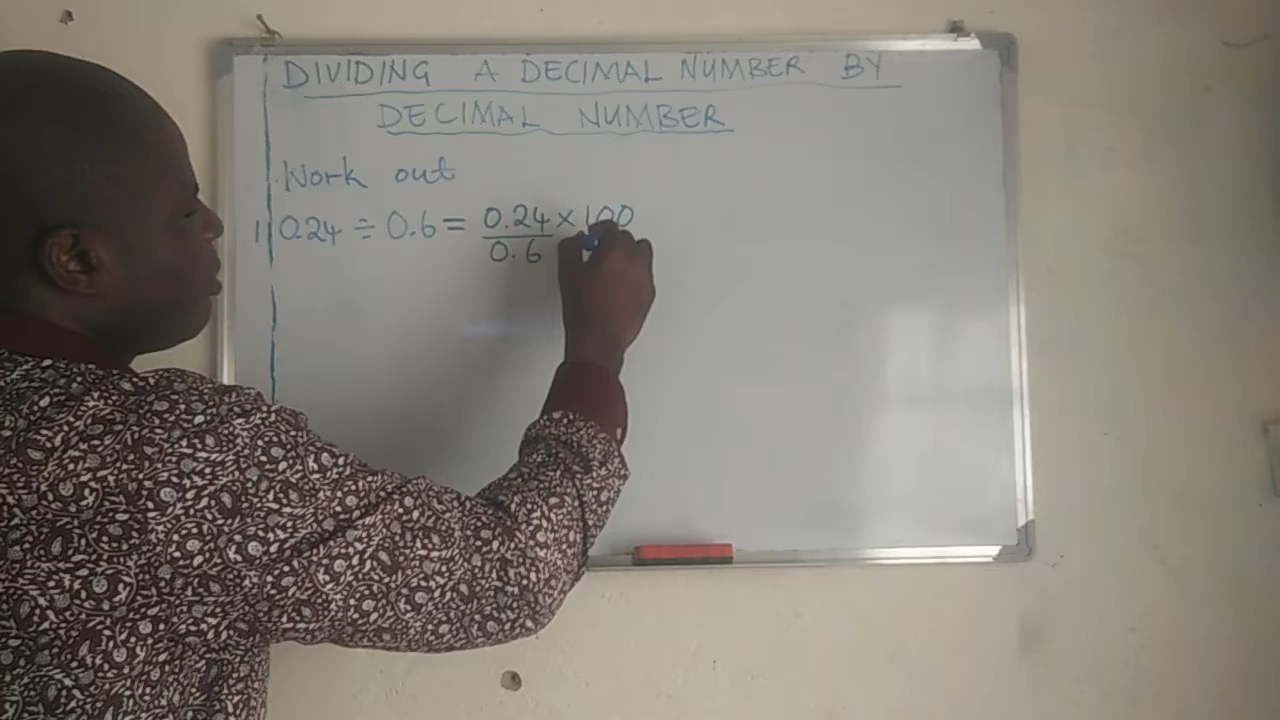 DIVIDING A DECIMAL NUMBER BY
DECIMAL NUMBER
Work out
1 0.24 ÷ 0.6 = 0.24 × 100
0.6